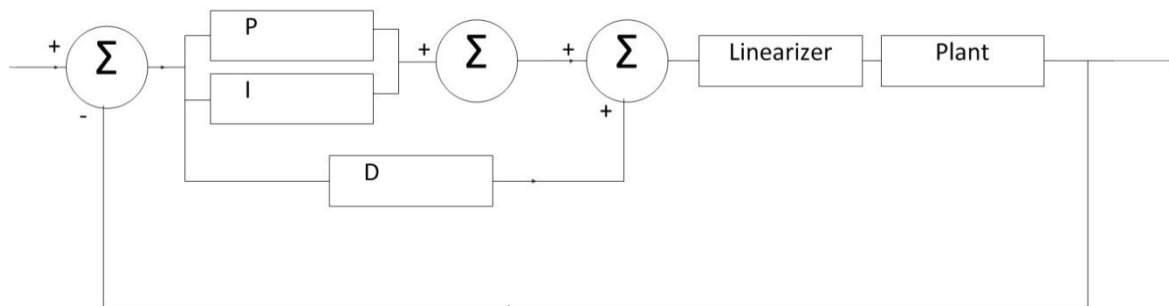 P
+
Σ
+
Σ
+
Σ
Linearizer
Plant
I
-
+
D